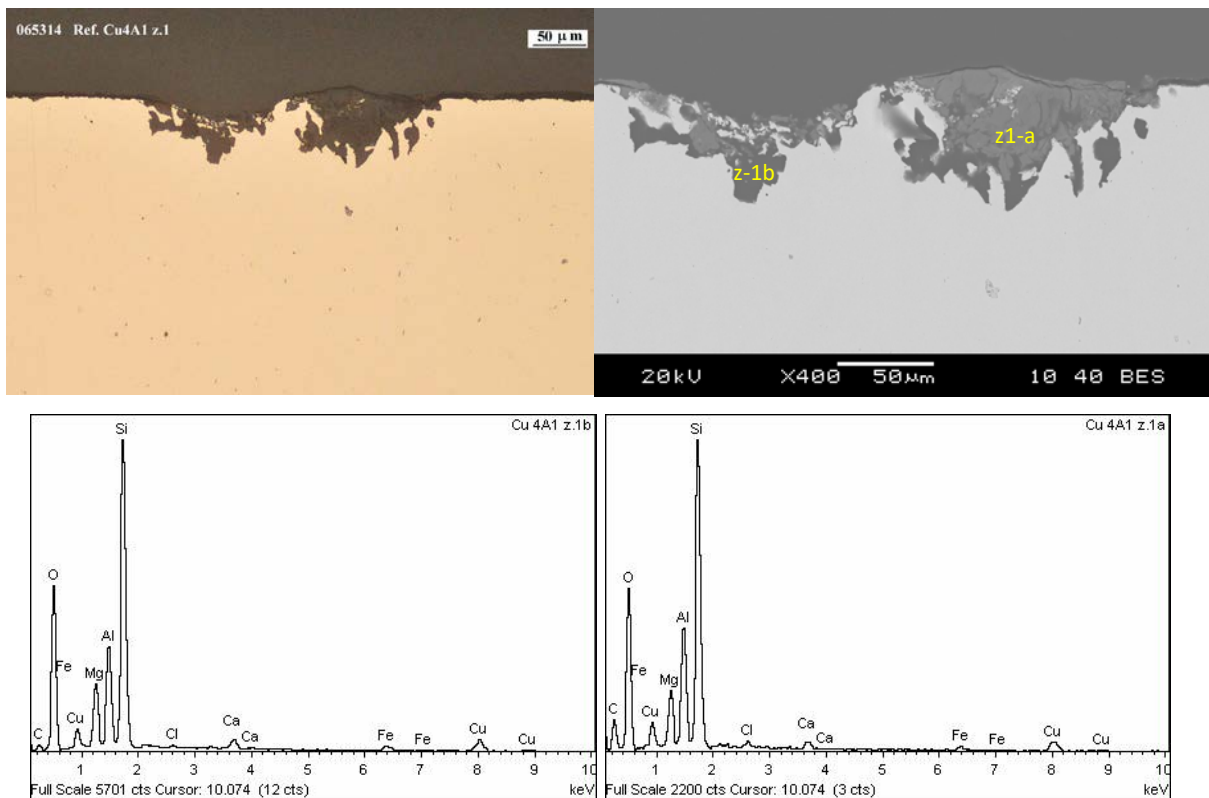 065314 Ref. Cu4A1 z.1
50 µm
z1-a
z-1b
20kV X400 50µm 10 40 BES
Cu 4A1 z.1b
Si
O
Al
Fe
Mg
Cu
C
Cl
Ca
Ca
Fe
Fe
Cu
Cu
1 2 3 4 5 6 7 8 9 10
Full Scale 5701 cts Cursor: 10.074 (12 cts) keV
Cu 4A1 z.1a
Si
O
Al
Fe
Mg
C
Cu
Cl
Ca
Ca
Fe
Fe
Cu
Cu
1 2 3 4 5 6 7 8 9 10
Full Scale 2200 cts Cursor: 10.074 (3 cts) keV